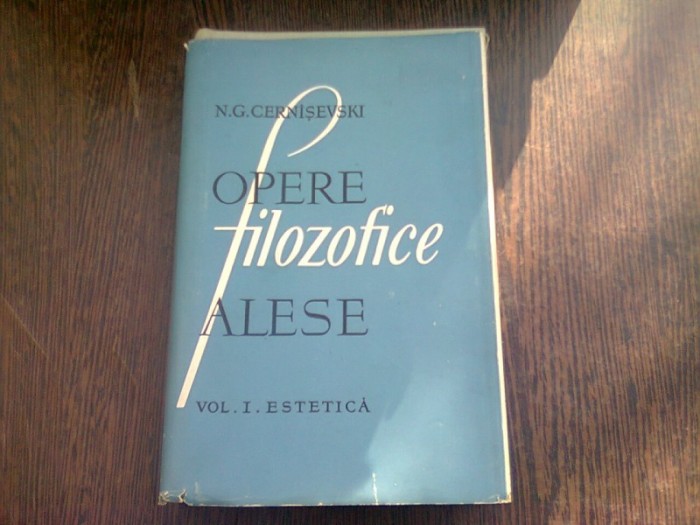 N.G. CERNIȘEVSKI
OPERE
filozofice
ALESE
VOL. I. ESTETICĂ